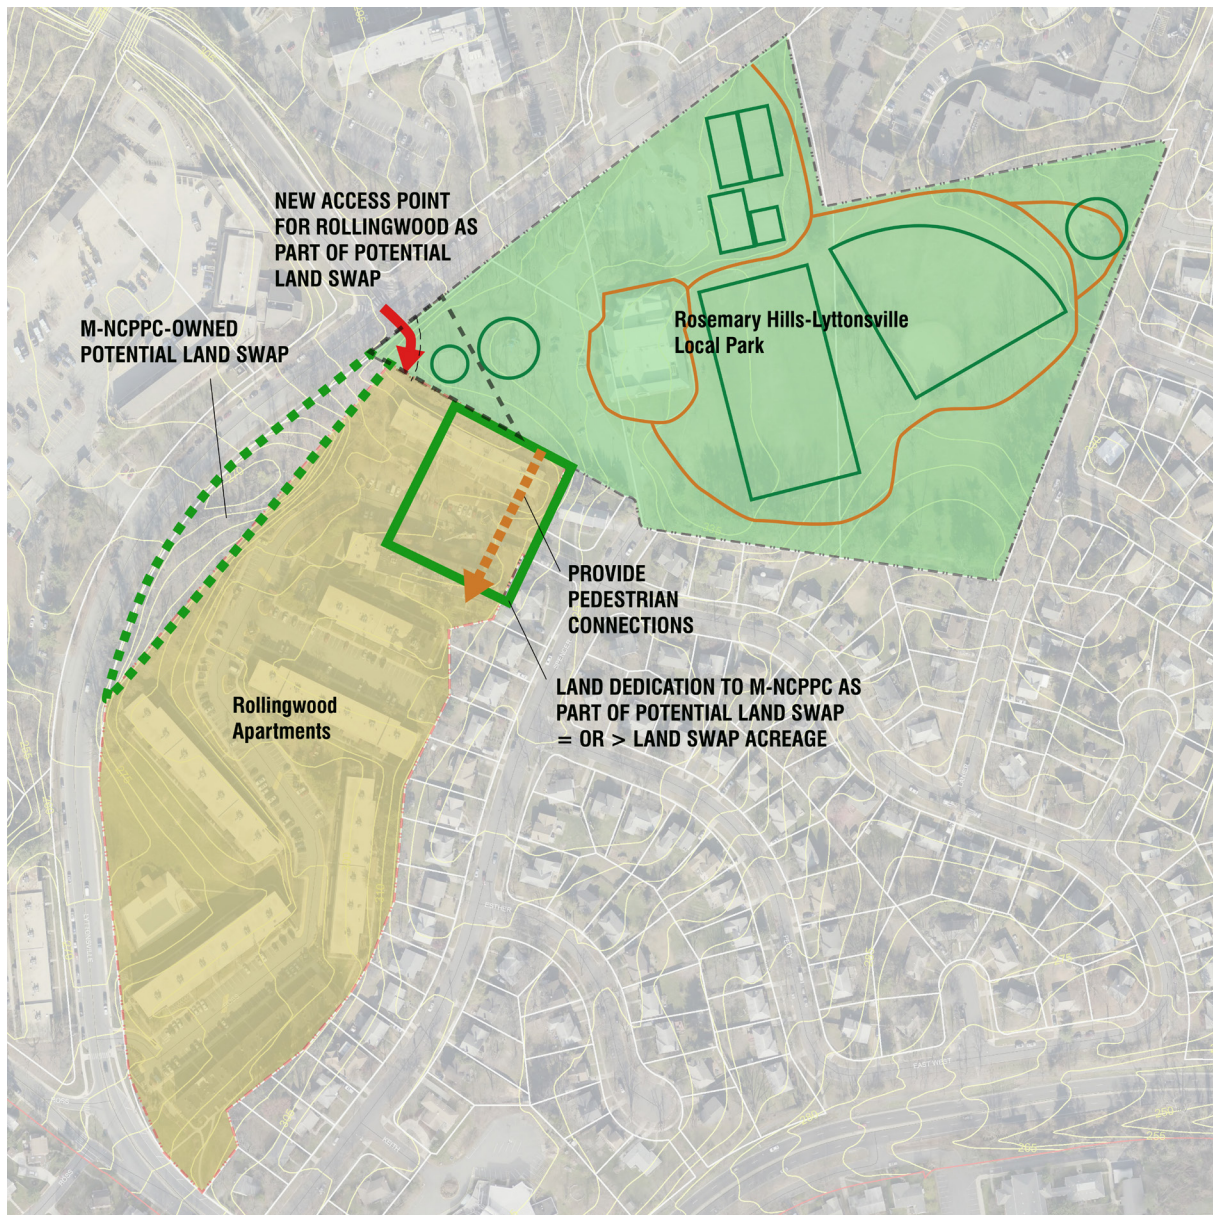 NEW ACCESS POINT
FOR ROLLINGWOOD AS
PART OF POTENTIAL
LAND SWAP
M-NCPPC-OWNED
POTENTIAL LAND SWAP
Rosemary Hills-Lyttonsville
Local Park
PROVIDE
PEDESTRIAN
CONNECTIONS
LAND DEDICATION TO M-NCPPC AS
PART OF POTENTIAL LAND SWAP
= OR > LAND SWAP ACREAGE
Rollingwood
Apartments